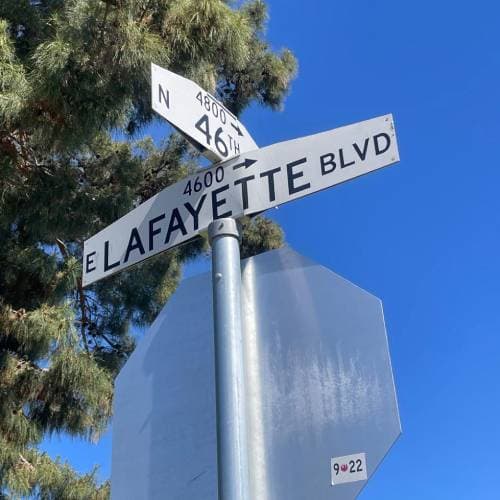 4800 →
N 46TH
4600 →
E LAFAYETTE BLVD
9 22